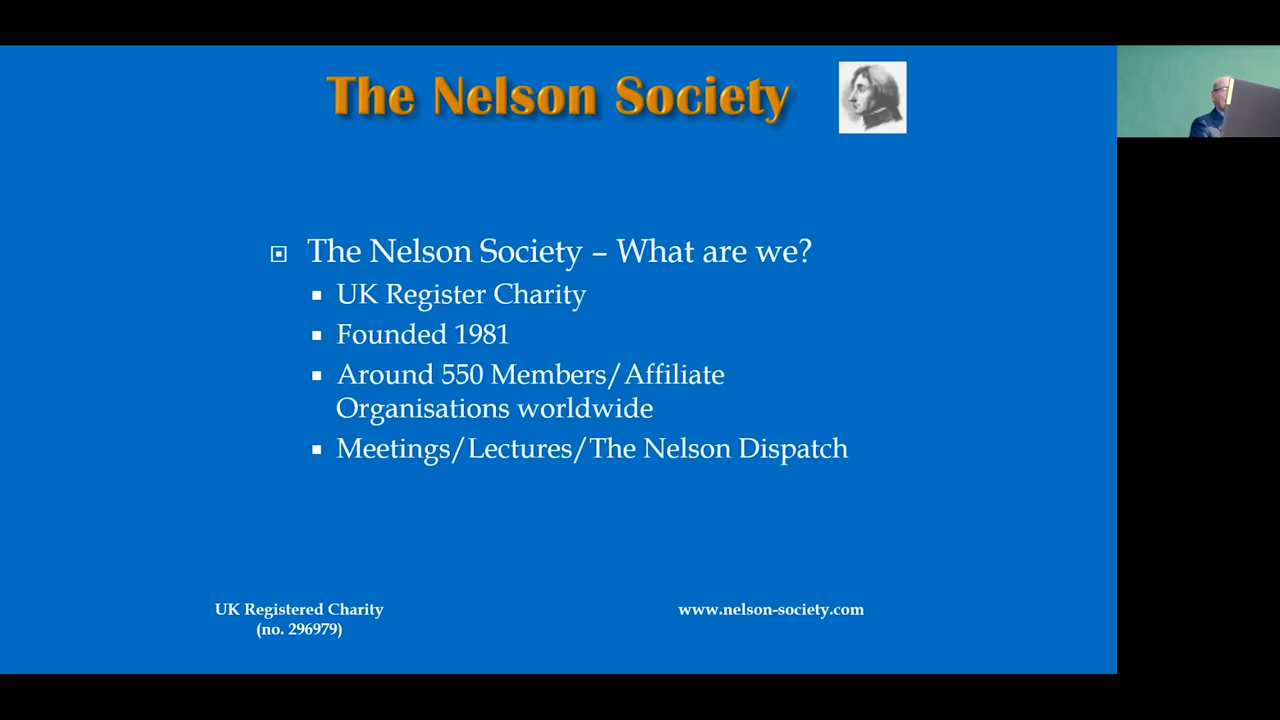 The Nelson Society
The Nelson Society – What are we?
UK Register Charity
Founded 1981
Around 550 Members/Affiliate
Organisations worldwide
Meetings/Lectures/The Nelson Dispatch
UK Registered Charity
(no. 296979)
www.nelson-society.com